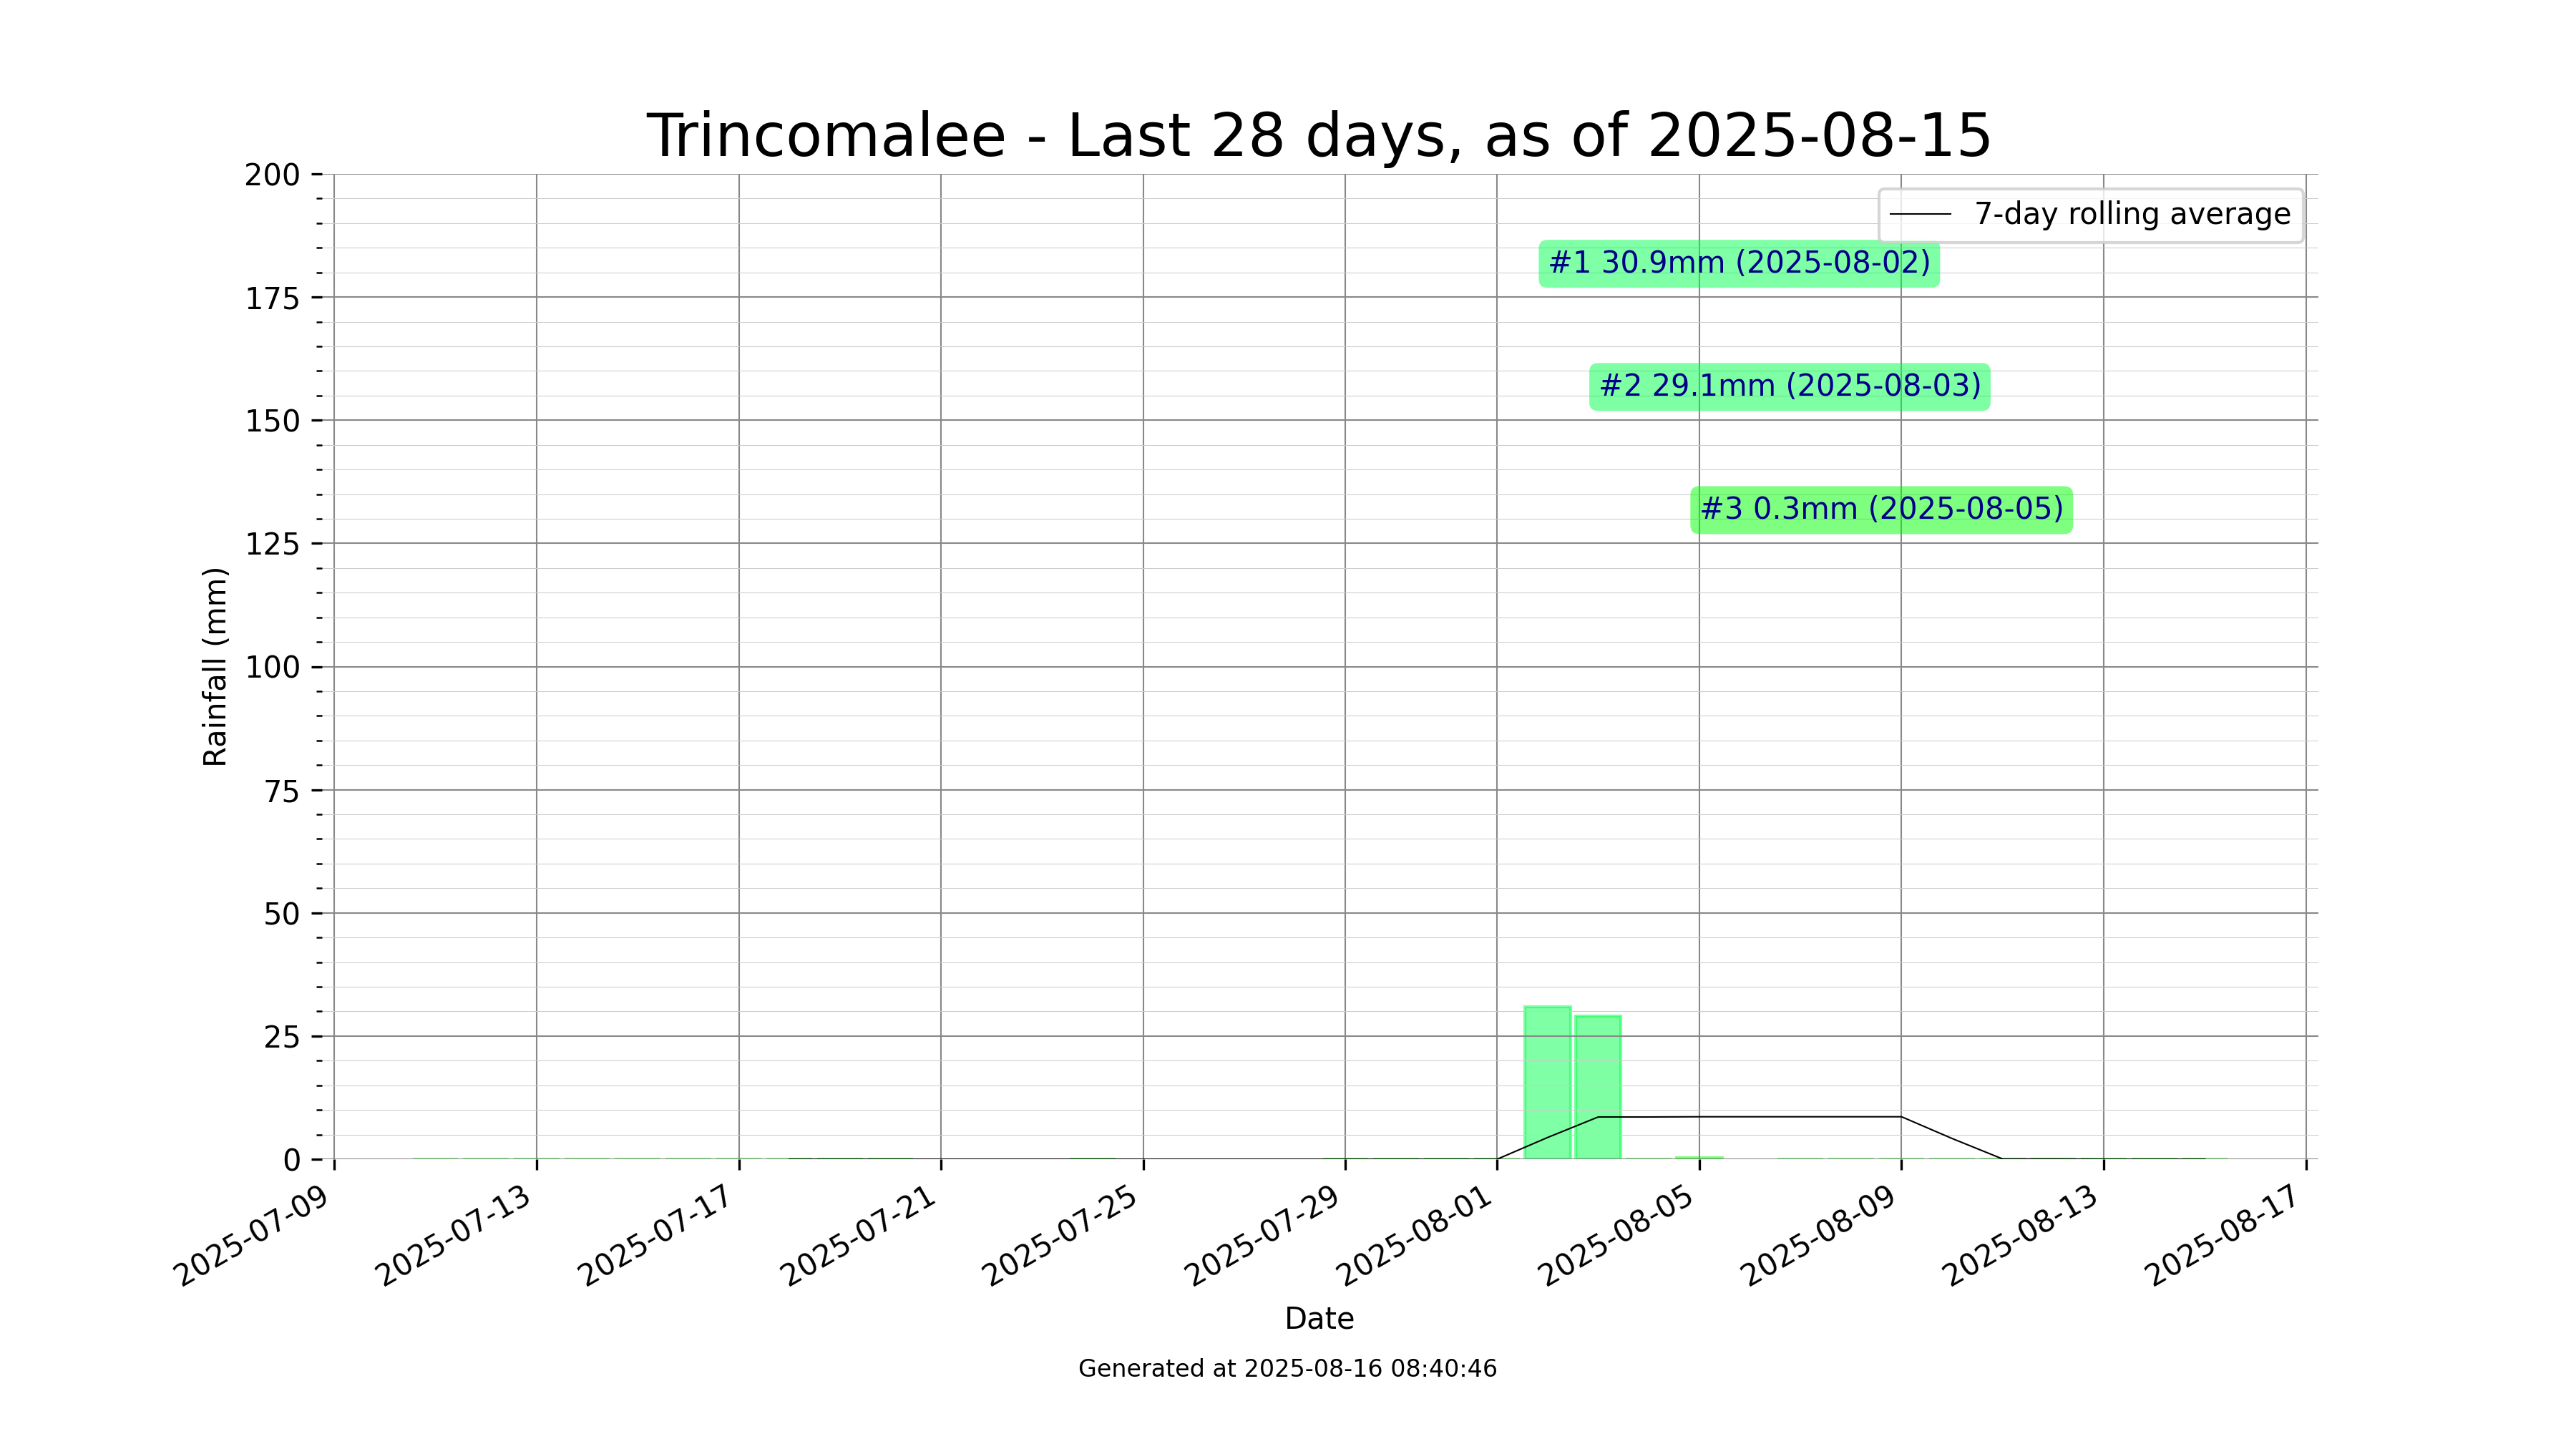 Trincomalee - Last 28 days, as of 2025-08-15
200
175
150
125
100
75
50
25
0
Rainfall (mm)
7-day rolling average
#1 30.9mm (2025-08-02)
#2 29.1mm (2025-08-03)
#3 0.3mm (2025-08-05)
2025-07-09
2025-07-13
2025-07-17
2025-07-21
2025-07-25
2025-07-29
2025-08-01
2025-08-05
2025-08-09
2025-08-13
2025-08-17
Date
Generated at 2025-08-16 08:40:46